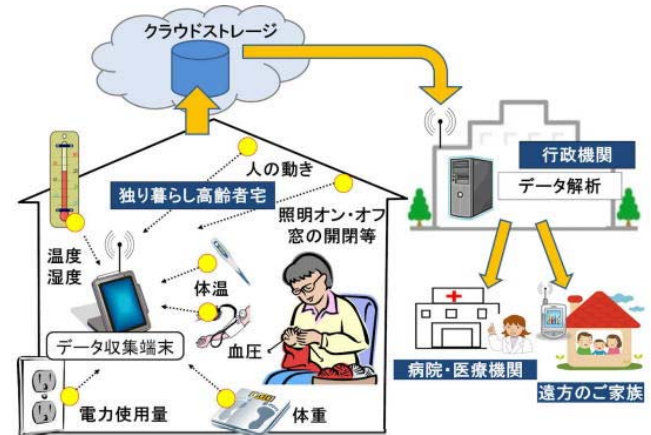 クラウドストレージ
人の動き
行政機関
データ解析
独り暮らし高齢者宅
照明オン・オフ
窓の開閉等
温度
湿度
体温
データ収集端末
血圧
病院・医療機関
遠方のご家族
電力使用量
体重